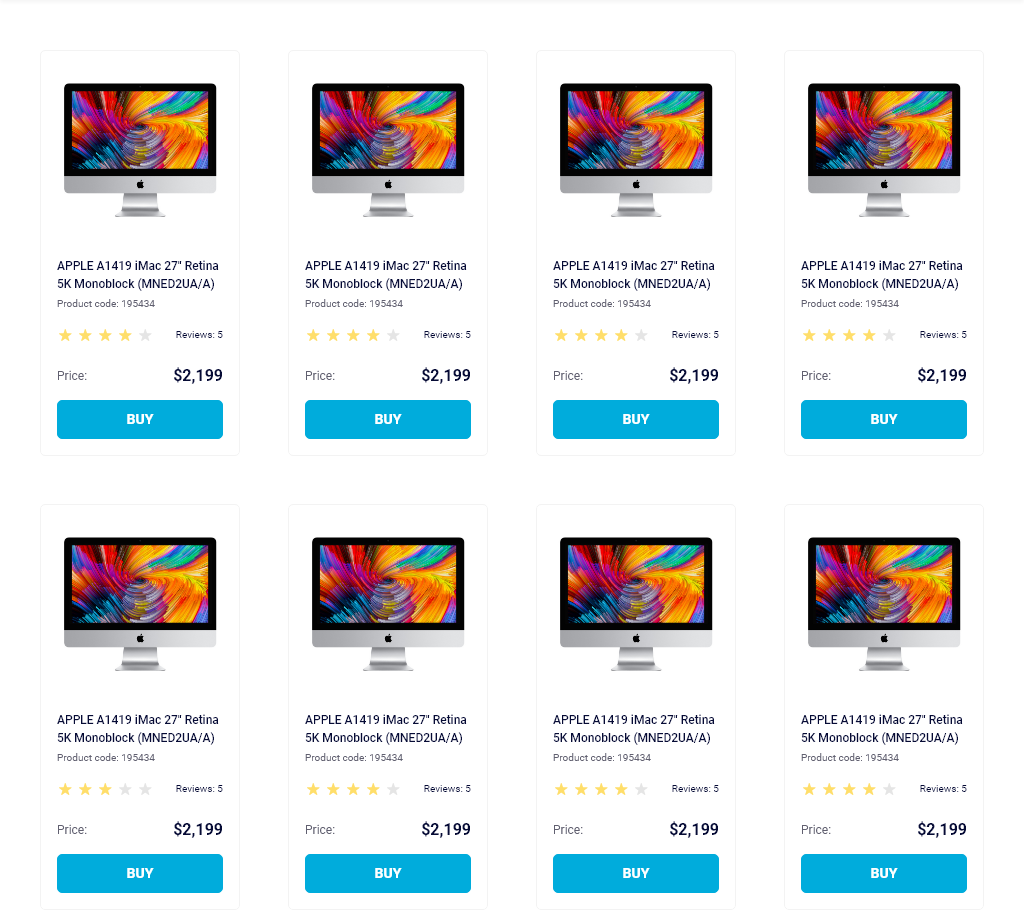 APPLE A1419 iMac 27" Retina
5K Monoblock (MNED2UA/A)
Product code: 195434
Reviews: 5
Price: $2,199
BUY
APPLE A1419 iMac 27" Retina
5K Monoblock (MNED2UA/A)
Product code: 195434
Reviews: 5
Price: $2,199
BUY
APPLE A1419 iMac 27" Retina
5K Monoblock (MNED2UA/A)
Product code: 195434
Reviews: 5
Price: $2,199
BUY
APPLE A1419 iMac 27" Retina
5K Monoblock (MNED2UA/A)
Product code: 195434
Reviews: 5
Price: $2,199
BUY
APPLE A1419 iMac 27" Retina
5K Monoblock (MNED2UA/A)
Product code: 195434
Reviews: 5
Price: $2,199
BUY
APPLE A1419 iMac 27" Retina
5K Monoblock (MNED2UA/A)
Product code: 195434
Reviews: 5
Price: $2,199
BUY
APPLE A1419 iMac 27" Retina
5K Monoblock (MNED2UA/A)
Product code: 195434
Reviews: 5
Price: $2,199
BUY
APPLE A1419 iMac 27" Retina
5K Monoblock (MNED2UA/A)
Product code: 195434
Reviews: 5
Price: $2,199
BUY